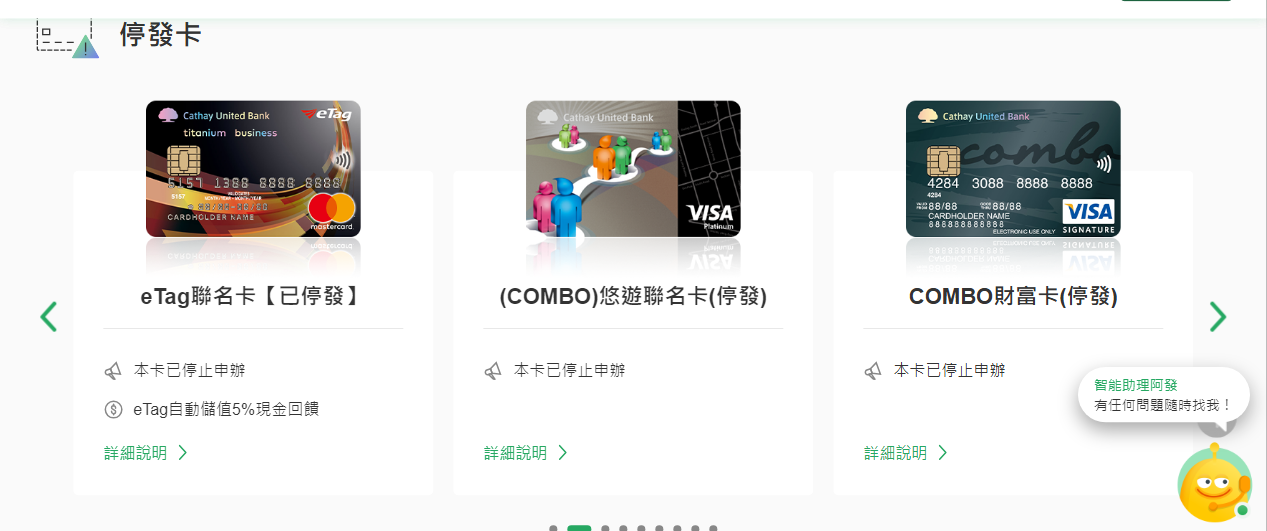 停發卡
Cathay United Bank
titanium business
eTag
5157 1388 8888 8888
5157
CARDHOLDER NAME
mastercard
Cathay United Bank
VISA
Platinum
Cathay United Bank
combo
4284 3088 8888 8888
4284
88/88 88/88
CARDHOLDER NAME
888888888888
ELECTRONIC USE ONLY
VISA
SIGNATURE
eTag聯名卡【已停發】
(COMBO)悠遊聯名卡(停發)
COMBO財富卡(停發)
本卡已停止申辦
本卡已停止申辦
本卡已停止申辦
eTag自動儲值5%現金回饋
詳細說明
詳細說明
詳細說明
智能助理阿發
有任何問題隨時找我！